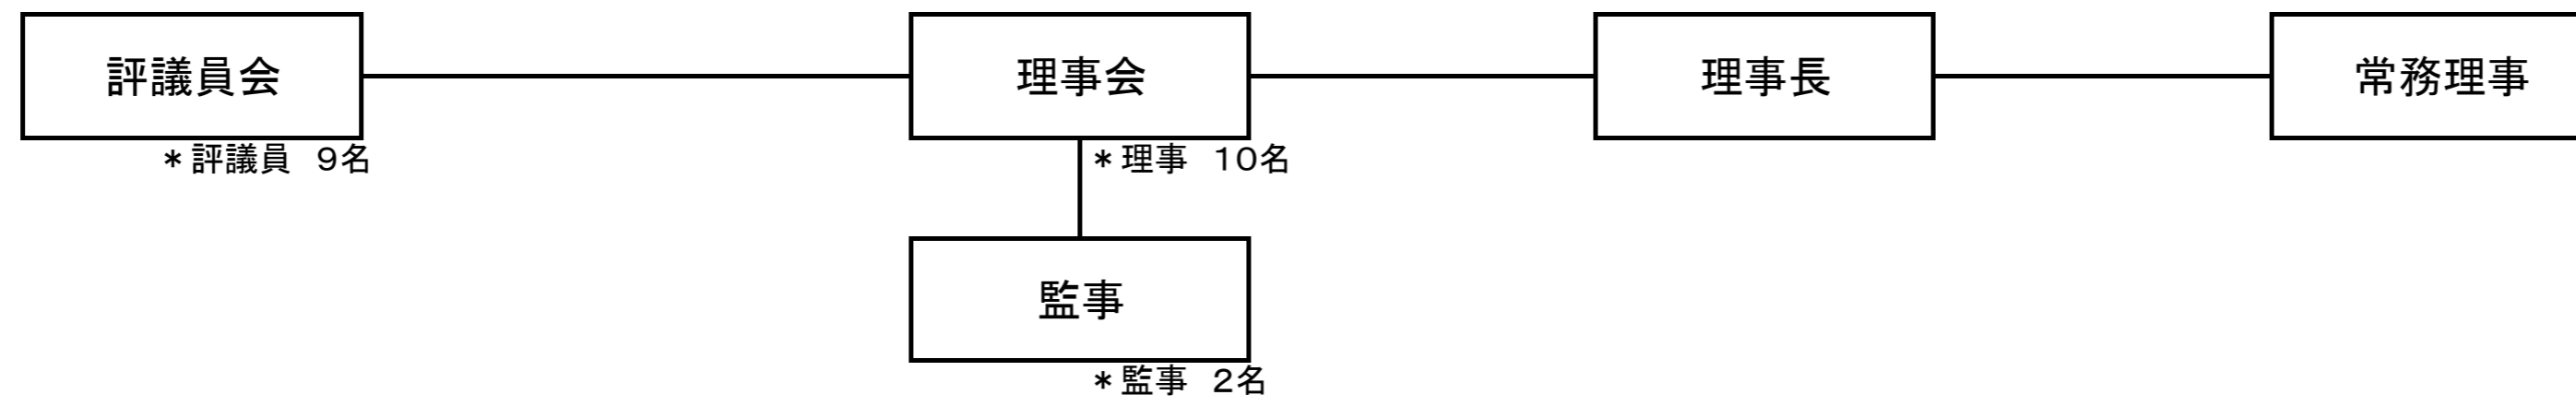 評議員会
理事会
理事長
常務理事
＊評議員　9名
＊理事　10名
監事
＊監事　2名